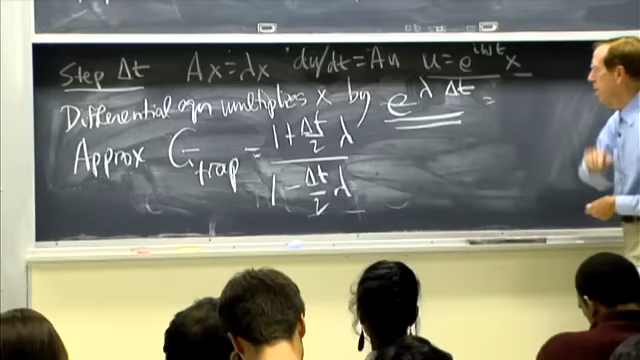 Step Δt Ax = λx du/dt = Au u = e^{iωt} x
Differential eqn multiplies x by e^{λ Δt} =
Approx G_trap = (1 + Δt/2 λ) / (1 - Δt/2 λ)